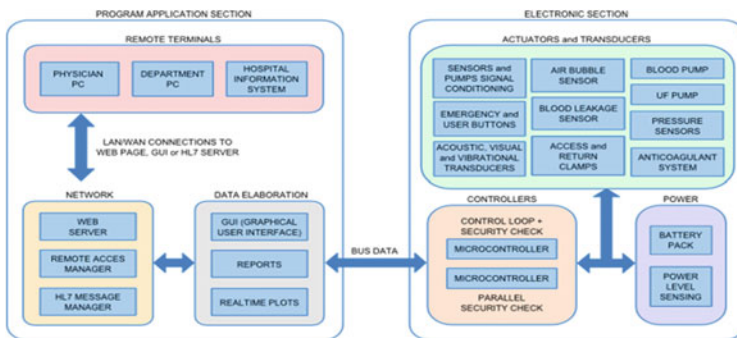 PROGRAM APPLICATION SECTION
REMOTE TERMINALS
PHYSICIAN
PC
DEPARTMENT
PC
HOSPITAL
INFORMATION
SYSTEM
LAN/WAN CONNECTIONS TO
WEB PAGE, GUI or HL7 SERVER
NETWORK
WEB
SERVER
REMOTE ACCES
MANAGER
HL7 MESSAGE
MANAGER
DATA ELABORATION
GUI (GRAPHICAL
USER INTERFACE)
REPORTS
REALTIME PLOTS
BUS DATA
ELECTRONIC SECTION
ACTUATORS and TRANSDUCERS
SENSORS and
PUMPS SIGNAL
CONDITIONING
EMERGENCY and
USER BUTTONS
ACOUSTIC, VISUAL
and VIBRATIONAL
TRANSDUCERS
AIR BUBBLE
SENSOR
BLOOD LEAKAGE
SENSOR
ACCESS and
RETURN
CLAMPS
BLOOD PUMP
UF PUMP
PRESSURE
SENSORS
ANTICOAGULANT
SYSTEM
CONTROLLERS
CONTROL LOOP +
SECURITY CHECK
MICROCONTROLLER
MICROCONTROLLER
PARALLEL
SECURITY CHECK
POWER
BATTERY
PACK
POWER
LEVEL
SENSING